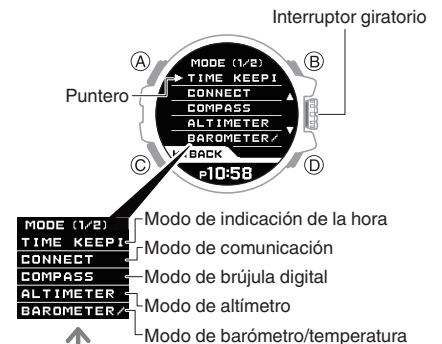 Interruptor giratorio
A
B
MODE (1/2)
TIME KEEPI
Puntero
CONNECT
COMPASS
ALTIMETER
BAROMETER/
BACK
C
D
P10:58
MODE (1/2)
TIME KEEPI
Modo de indicación de la hora
CONNECT
Modo de comunicación
COMPASS
Modo de brújula digital
ALTIMETER
Modo de altímetro
BAROMETER/
Modo de barómetro/temperatura